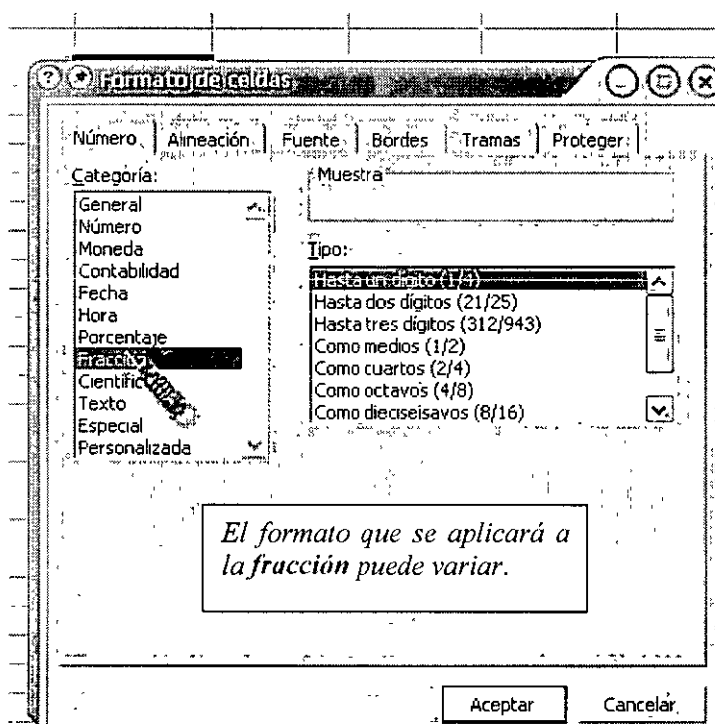 Formato de celdas
Número Alineación Fuente Bordes Tramas Proteger
Categoría:
General
Número
Moneda
Contabilidad
Fecha
Hora
Porcentaje
Fracción
Científic
Texto
Especial
Personalizada
Muestra
Tipo:
Hasta un dígito (1/4)
Hasta dos dígitos (21/25)
Hasta tres dígitos (312/943)
Como medios (1/2)
Como cuartos (2/4)
Como octavos (4/8)
Como dieciseisavos (8/16)
El formato que se aplicará a
la fracción puede variar.
Aceptar Cancelar